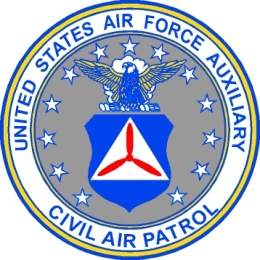 UNITED STATES AIR FORCE AUXILIARY
CIVIL AIR PATROL